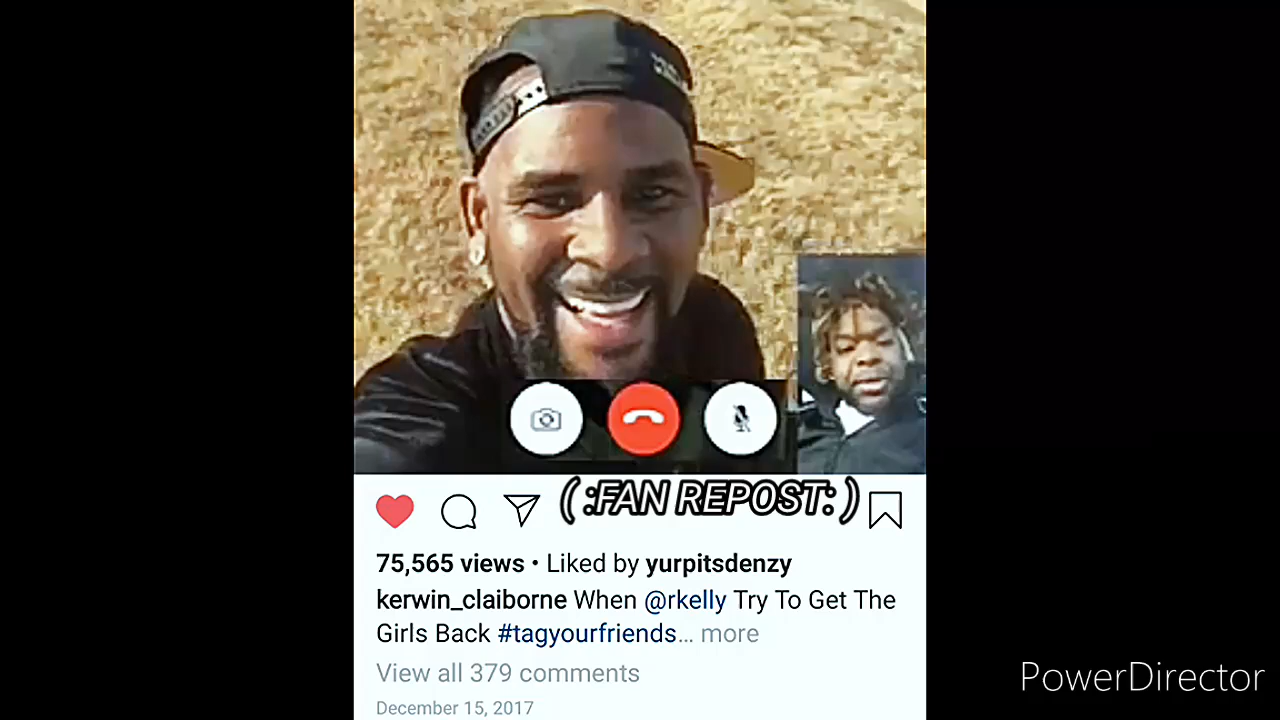 ( :FAN REPOST: )
75,565 views • Liked by yurpitsdenzy
kerwin_claiborne When @rkelly Try To Get The
Girls Back #tagyourfriends... more
View all 379 comments
December 15, 2017
PowerDirector